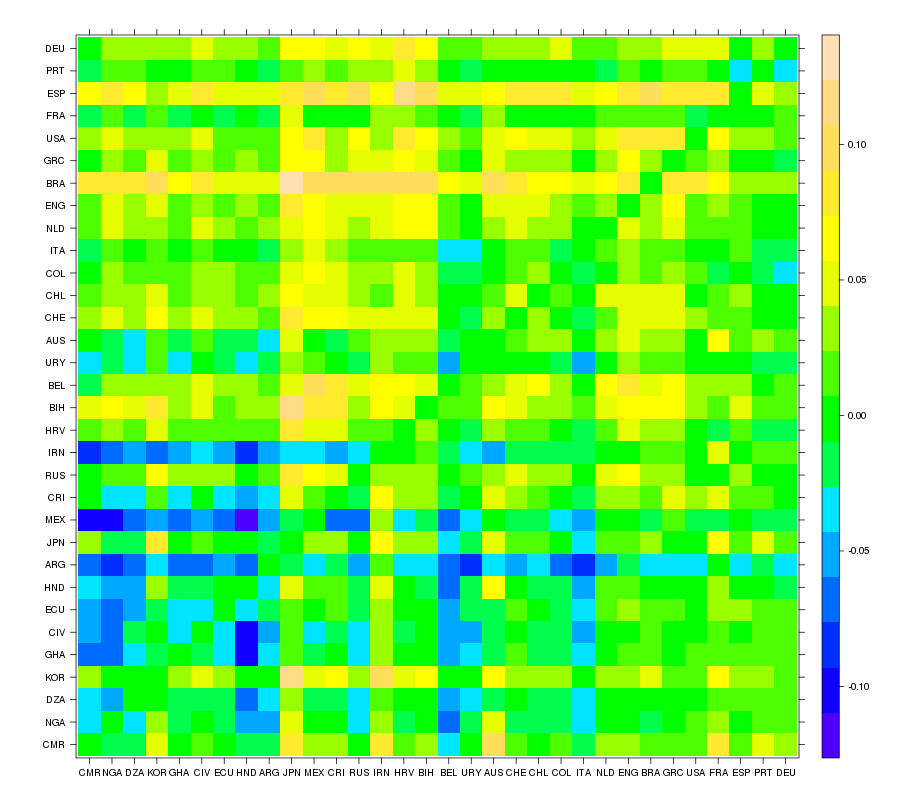 DEU
PRT
ESP
FRA
USA
GRC
BRA
ENG
NLD
ITA
COL
CHL
CHE
AUS
URY
BEL
BIH
HRV
IRN
RUS
CRI
MEX
JPN
ARG
HND
ECU
CIV
GHA
KOR
DZA
NGA
CMR
CMR NGA DZA KOR GHA CIV ECU HND ARG JPN MEX CRI RUS IRN HRV BIH BEL URY AUS CHE CHL COL ITA NLD ENG BRA GRC USA FRA ESP PRT DEU
0.10
0.05
0.00
-0.05
-0.10